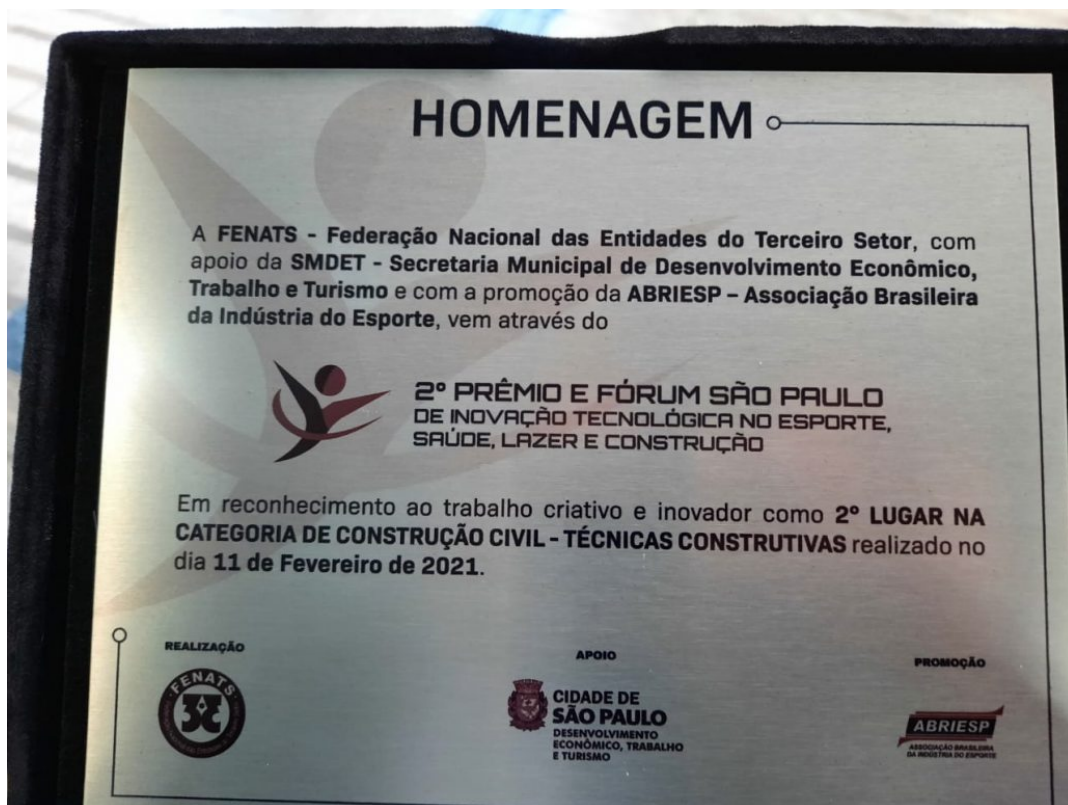 HOMENAGEM
A FENATS - Federação Nacional das Entidades do Terceiro Setor, com
apoio da SMDET - Secretaria Municipal de Desenvolvimento Econômico,
Trabalho e Turismo e com a promoção da ABRIESP – Associação Brasileira
da Indústria do Esporte, vem através do
2º PRÊMIO E FÓRUM SÃO PAULO
DE INOVAÇÃO TECNOLÓGICA NO ESPORTE,
SAÚDE, LAZER E CONSTRUÇÃO
Em reconhecimento ao trabalho criativo e inovador como 2º LUGAR NA
CATEGORIA DE CONSTRUÇÃO CIVIL - TÉCNICAS CONSTRUTIVAS realizado no
dia 11 de Fevereiro de 2021.
REALIZAÇÃO
FENATS
APOIO
CIDADE DE
SÃO PAULO
DESENVOLVIMENTO
ECONÔMICO, TRABALHO
E TURISMO
PROMOÇÃO
ABRIESP
ASSOCIAÇÃO BRASILEIRA
DA INDÚSTRIA DO ESPORTE